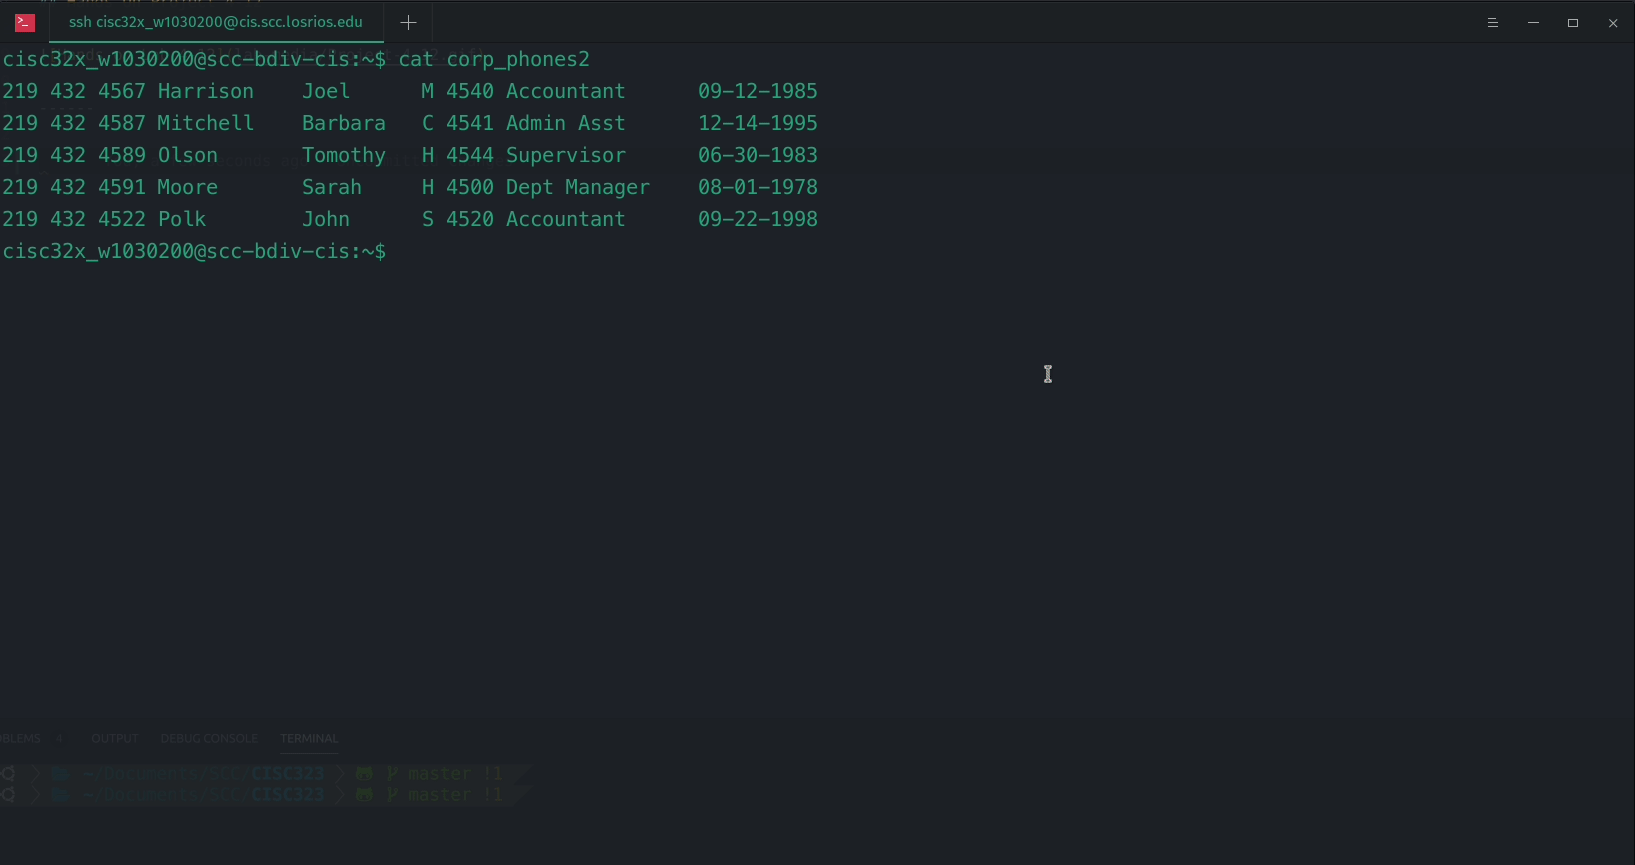 ssh cisc32x_w1030200@cis.scc.losrios.edu
cisc32x_w1030200@scc-bdiv-cis:~$ cat corp_phones2
219 432 4567 Harrison    Joel      M 4540 Accountant      09-12-1985
219 432 4587 Mitchell    Barbara   C 4541 Admin Asst      12-14-1995
219 432 4589 Olson       Tomothy   H 4544 Supervisor      06-30-1983
219 432 4591 Moore       Sarah     H 4500 Dept Manager    08-01-1978
219 432 4522 Polk        John      S 4520 Accountant      09-22-1998
cisc32x_w1030200@scc-bdiv-cis:~$
OBLEMS 4 OUTPUT DEBUG CONSOLE TERMINAL
~/Documents/SCC/CISC323 master !1
~/Documents/SCC/CISC323 master !1